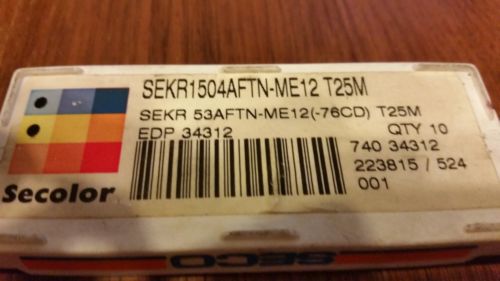 SEKR1504AFTN-ME12 T25M
SEKR 53AFTN-ME12(-76CD) T25M
EDP 34312 QTY 10
740 34312
223815 / 524
001
Secolor
SECO